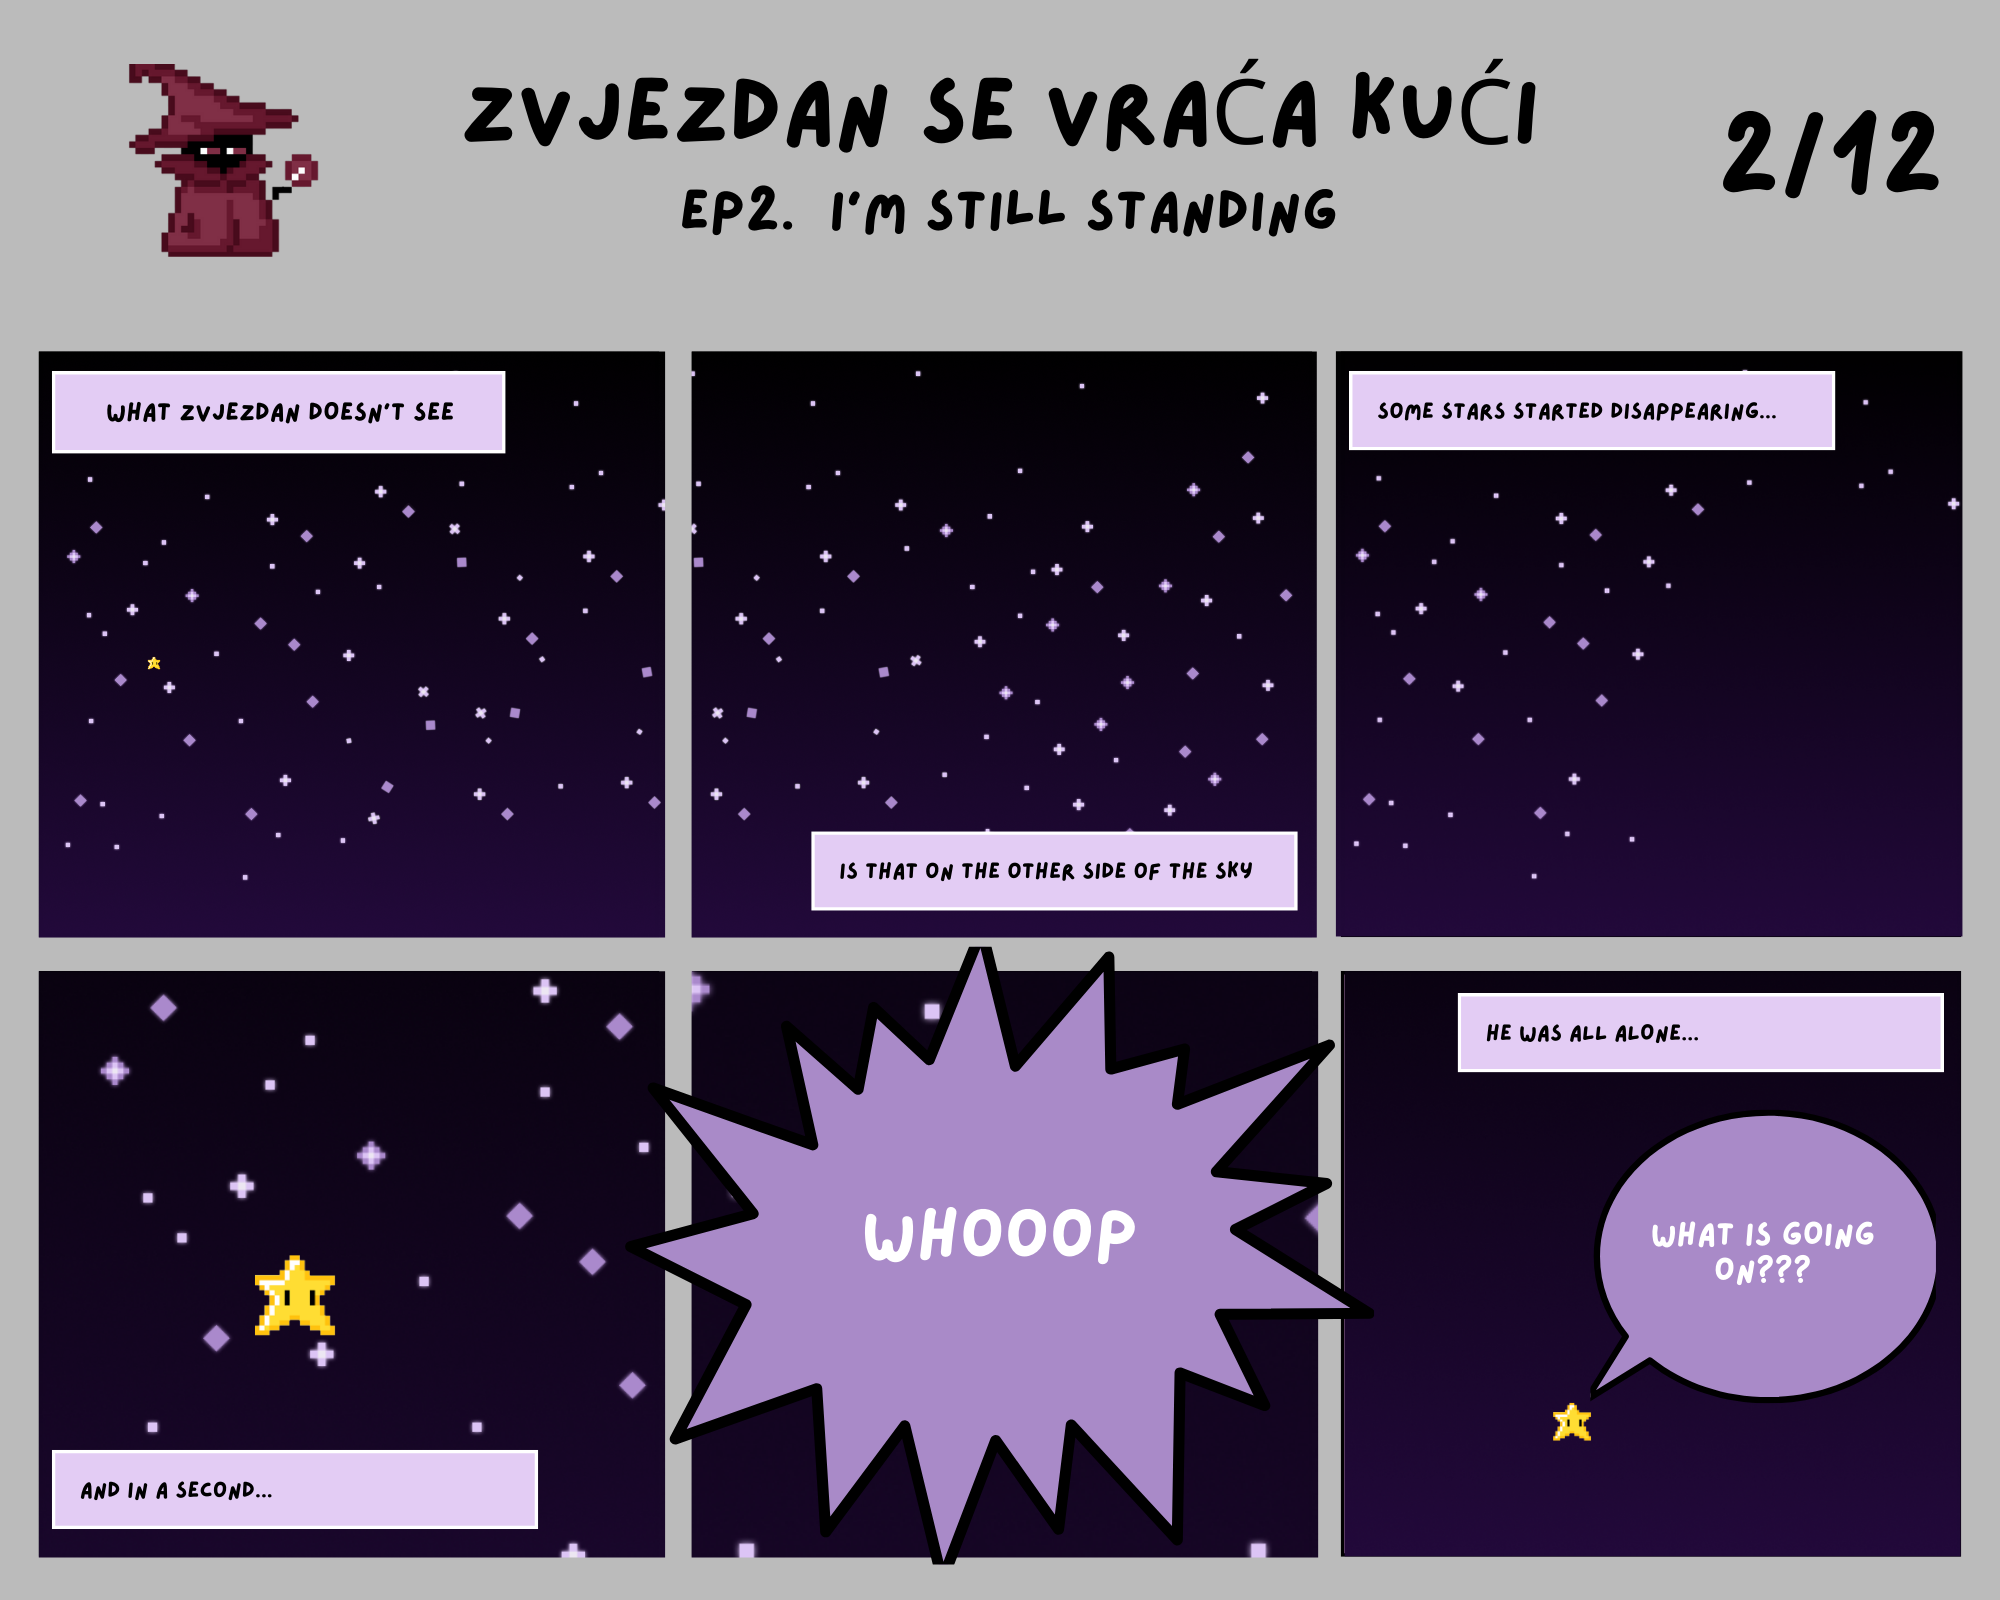 ZVJEZDAN SE VRAĆA KUĆI
EP2. I'M STILL STANDING
2/12
WHAT ZVJEZDAN DOESN'T SEE
IS THAT ON THE OTHER SIDE OF THE SKY
SOME STARS STARTED DISAPPEARING...
AND IN A SECOND...
WHOOOP
HE WAS ALL ALONE...
WHAT IS GOING
ON???